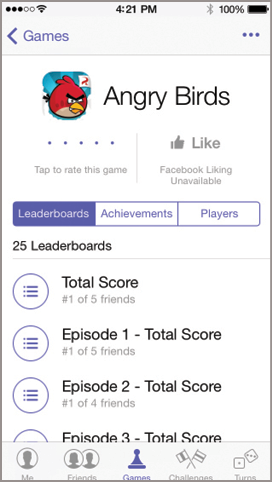 4:21 PM 100%
Games
Angry Birds
Like
Tap to rate this game
Facebook Liking
Unavailable
Leaderboards Achievements Players
25 Leaderboards
Total Score
#1 of 5 friends
Episode 1 - Total Score
#1 of 5 friends
Episode 2 - Total Score
#1 of 4 friends
Episode 3 - Total Score
Me Friends Games Challenges Turns